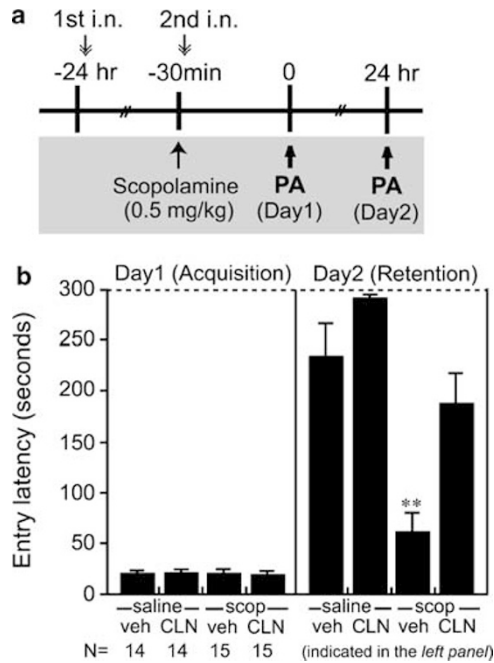 a
1st i.n. 2nd i.n.
-24 hr -30min 0 24 hr
Scopolamine PA PA
(0.5 mg/kg) (Day1) (Day2)
b
Day1 (Acquisition) Day2 (Retention)
Entry latency (seconds)
300
250
200
150
100
50
0
**
saline scop saline scop
veh CLN veh CLN veh CLN veh CLN
N= 14 14 15 15 (indicated in the left panel)